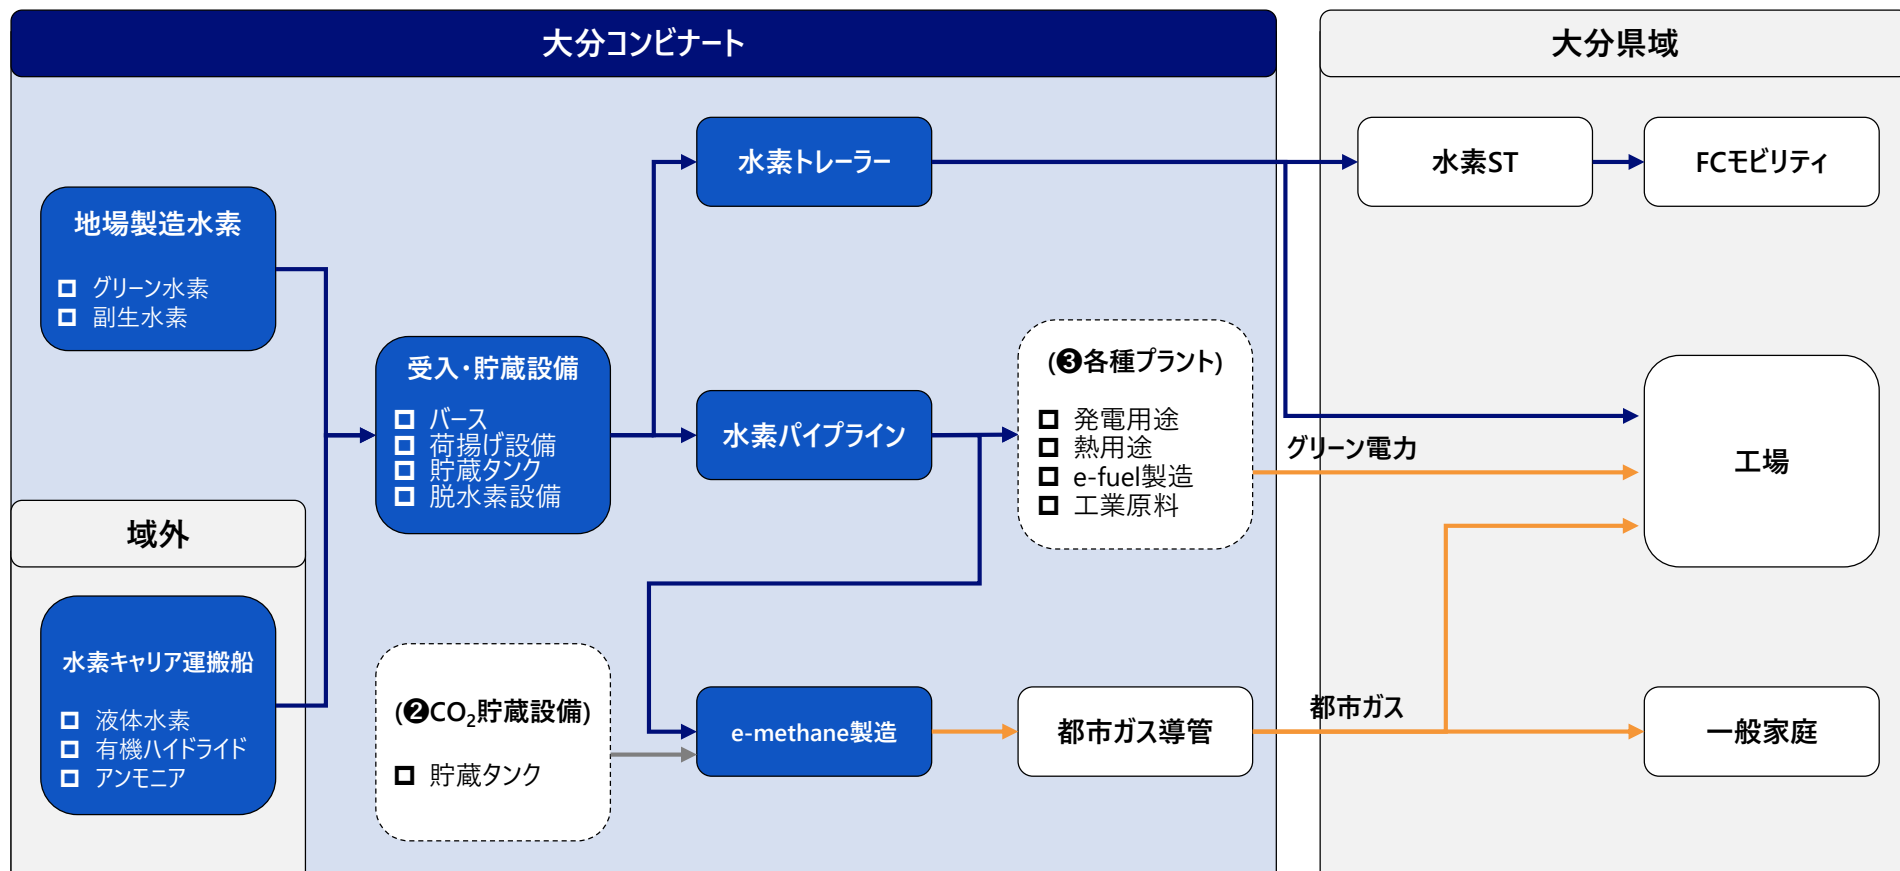 大分コンビナート
大分県域
水素トレーラー
水素ST
FCモビリティ
地場製造水素
グリーン水素
副生水素
受入・貯蔵設備
バース
荷揚げ設備
貯蔵タンク
脱水素設備
水素パイプライン
(❸各種プラント)
発電用途
熱用途
e-fuel製造
工業原料
グリーン電力
工場
域外
水素キャリア運搬船
液体水素
有機ハイドライド
アンモニア
(❷CO₂貯蔵設備)
貯蔵タンク
e-methane製造
都市ガス導管
都市ガス
一般家庭